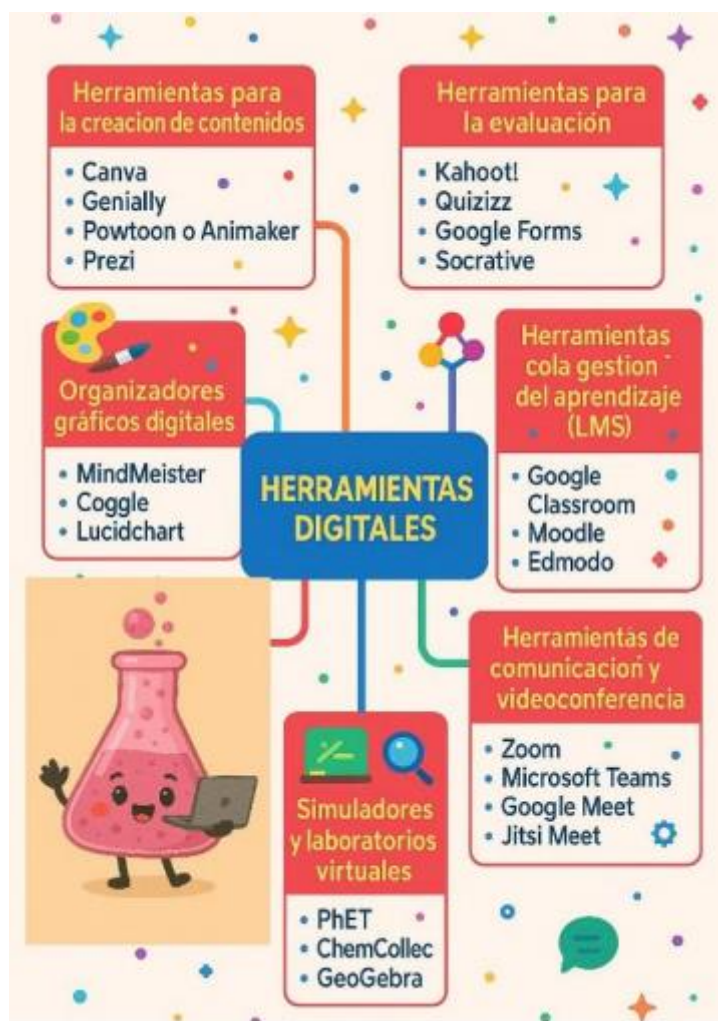 Herramientas para
la creacion de contenidos
• Canva
• Genially
• Powtoon o Animaker
• Prezi
Herramientas para
la evaluación
• Kahoot!
• Quizizz
• Google Forms
• Socrative
Organizadores
gráficos digitales
• MindMeister
• Coggle
• Lucidchart
Herramientas
cola gestion
del aprendizaje
(LMS)
• Google
Classroom
• Moodle
• Edmodo
HERRAMIENTAS
DIGITALES
Herramientas de
comunicación y
videoconferencia
• Zoom
• Microsoft Teams
• Google Meet
• Jitsi Meet
Simuladores
y laboratorios
virtuales
• PhET
• ChemCollec
• GeoGebra